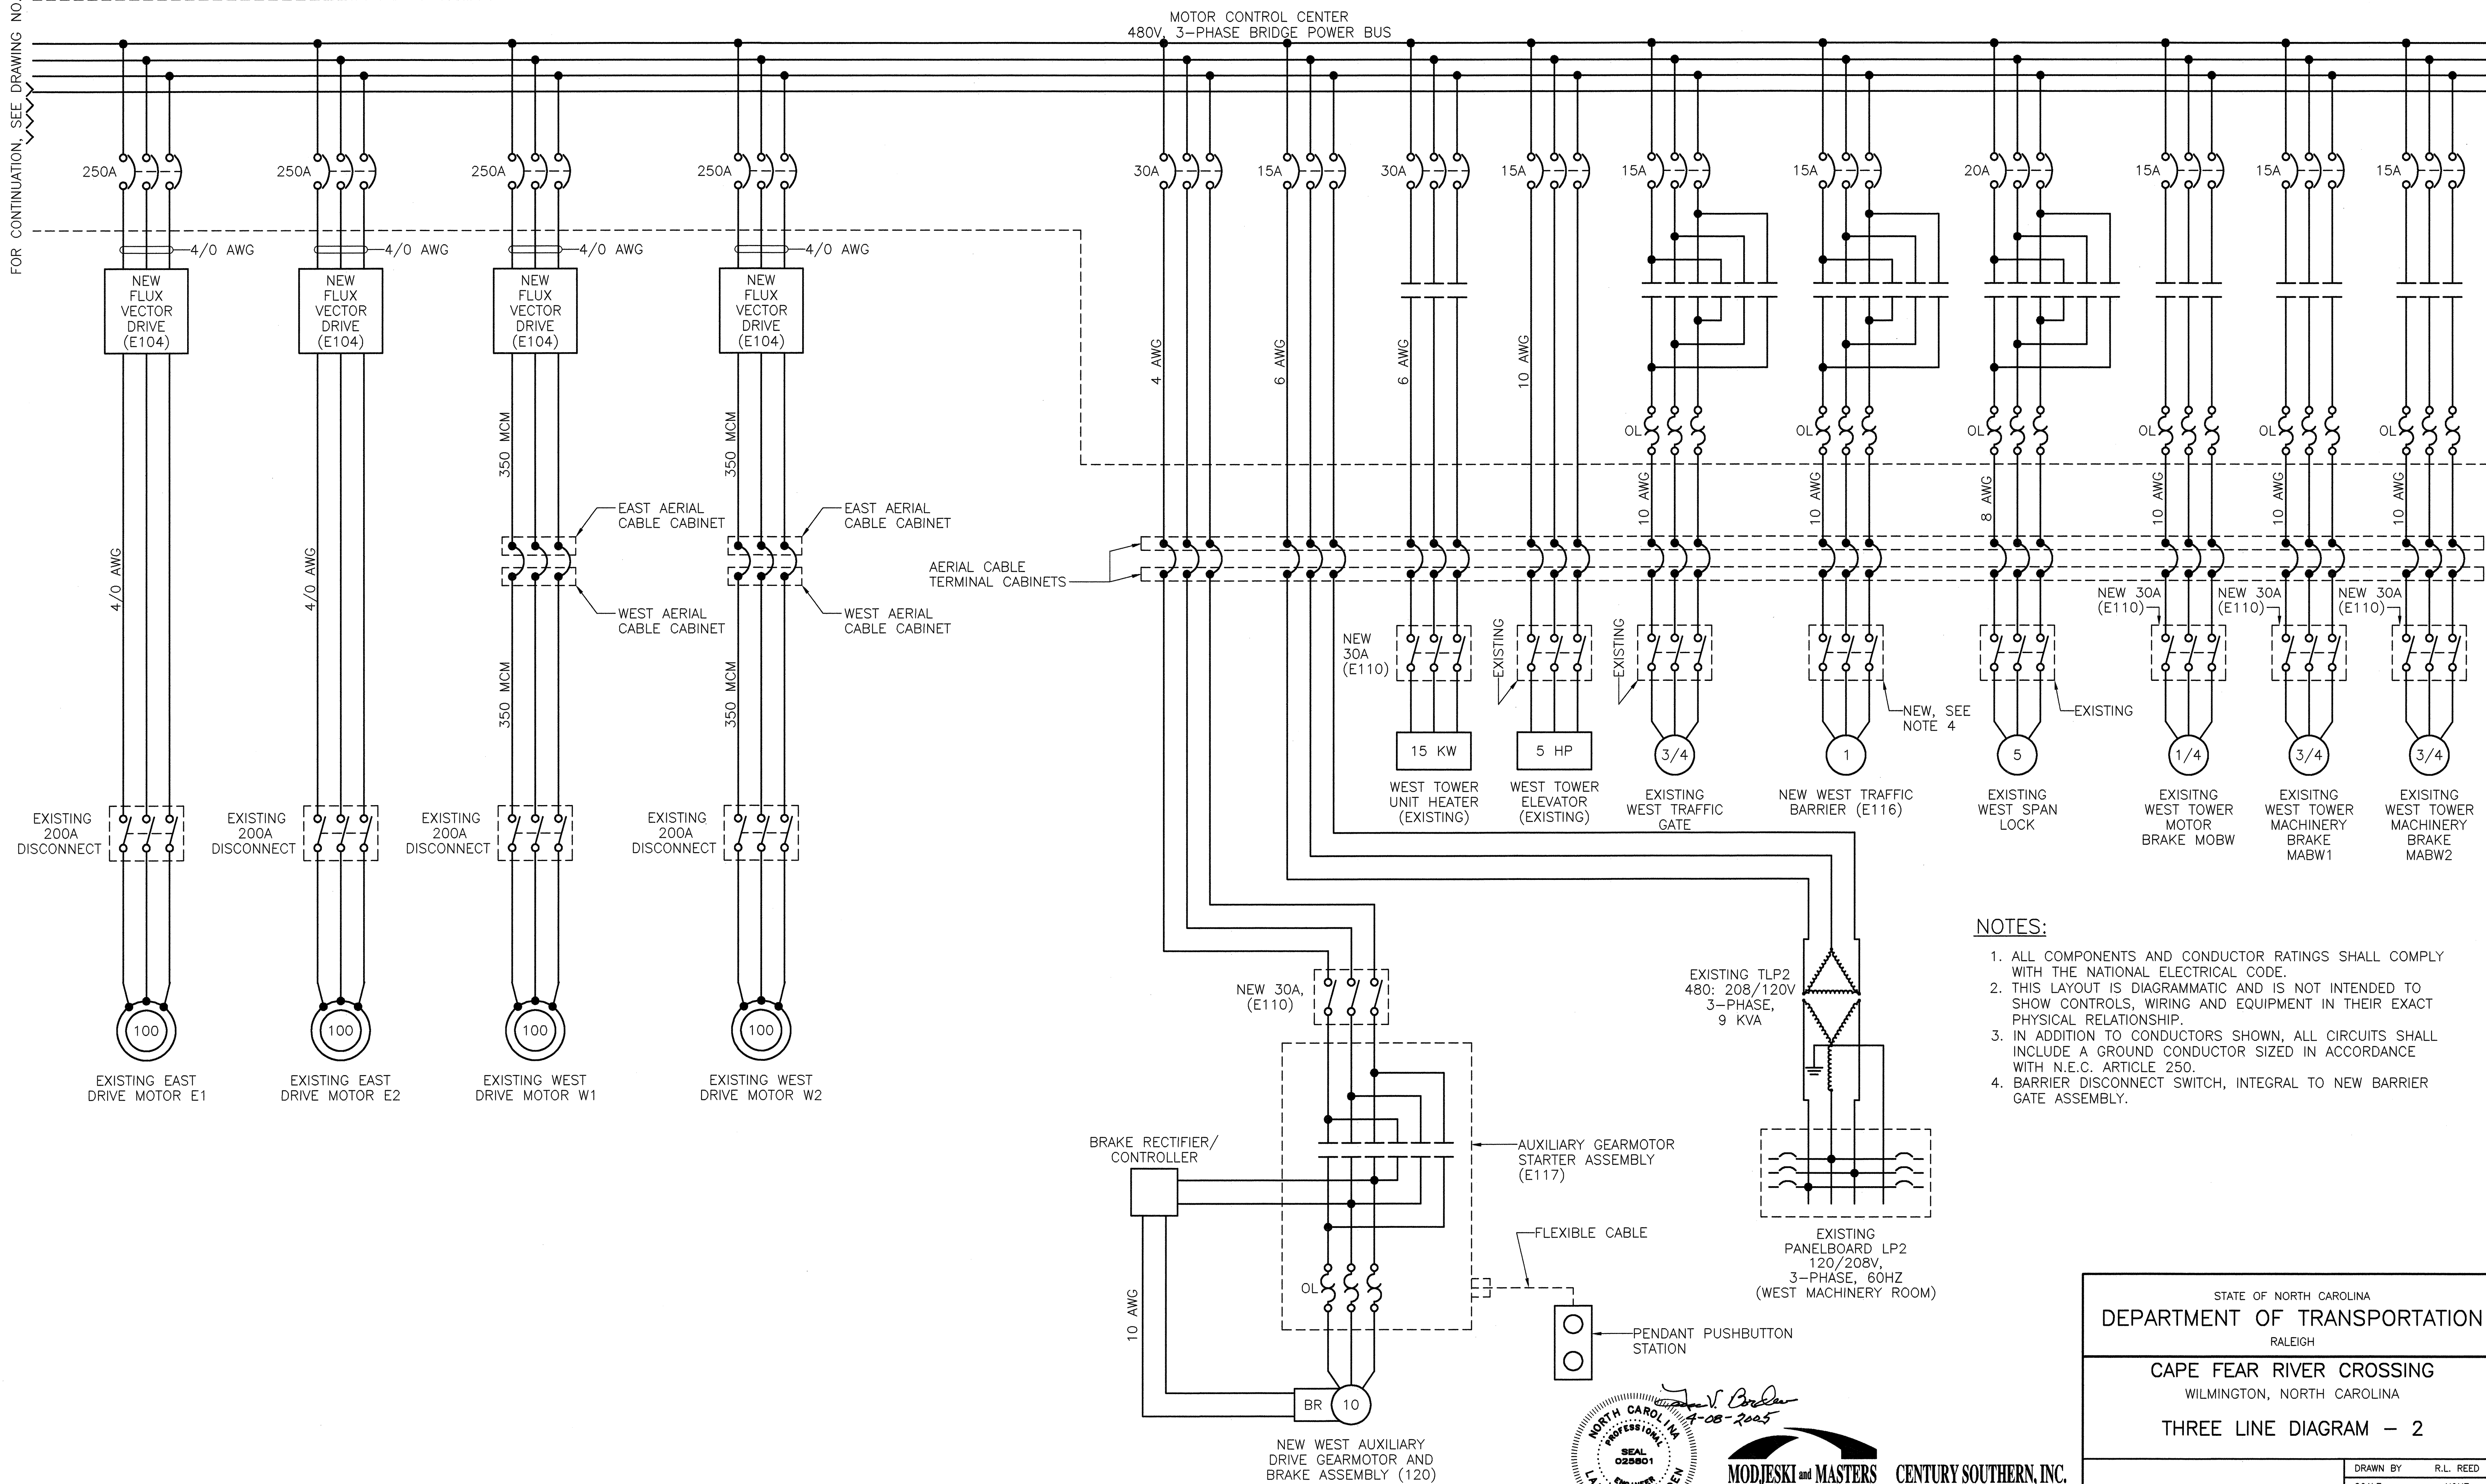 FOR CONTINUATION, SEE DRAWING NO.
MOTOR CONTROL CENTER
480V, 3-PHASE BRIDGE POWER BUS
250A
250A
250A
250A
30A
15A
30A
15A
15A
15A
20A
15A
15A
15A
4/0 AWG
4/0 AWG
4/0 AWG
4/0 AWG
NEW
FLUX
VECTOR
DRIVE
(E104)
NEW
FLUX
VECTOR
DRIVE
(E104)
NEW
FLUX
VECTOR
DRIVE
(E104)
NEW
FLUX
VECTOR
DRIVE
(E104)
4 AWG
6 AWG
6 AWG
10 AWG
350 MCM
350 MCM
OL
OL
OL
OL
OL
OL
10 AWG
10 AWG
8 AWG
10 AWG
10 AWG
10 AWG
EAST AERIAL
CABLE CABINET
EAST AERIAL
CABLE CABINET
4/0 AWG
4/0 AWG
AERIAL CABLE
TERMINAL CABINETS
WEST AERIAL
CABLE CABINET
WEST AERIAL
CABLE CABINET
350 MCM
350 MCM
NEW
30A
(E110)
EXISTING
EXISTING
NEW 30A
(E110)
NEW 30A
(E110)
NEW 30A
(E110)
NEW, SEE
NOTE 4
EXISTING
15 KW
5 HP
3/4
1
5
1/4
3/4
3/4
WEST TOWER
UNIT HEATER
(EXISTING)
WEST TOWER
ELEVATOR
(EXISTING)
EXISTING
WEST TRAFFIC
GATE
NEW WEST TRAFFIC
BARRIER (E116)
EXISTING
WEST SPAN
LOCK
EXISITNG
WEST TOWER
MOTOR
BRAKE MOBW
EXISITNG
WEST TOWER
MACHINERY
BRAKE
MABW1
EXISITNG
WEST TOWER
MACHINERY
BRAKE
MABW2
EXISTING
200A
DISCONNECT
EXISTING
200A
DISCONNECT
EXISTING
200A
DISCONNECT
EXISTING
200A
DISCONNECT
100
100
100
100
EXISTING EAST
DRIVE MOTOR E1
EXISTING EAST
DRIVE MOTOR E2
EXISTING WEST
DRIVE MOTOR W1
EXISTING WEST
DRIVE MOTOR W2
NEW 30A,
(E110)
EXISTING TLP2
480: 208/120V
3-PHASE,
9 KVA
NOTES:
1. ALL COMPONENTS AND CONDUCTOR RATINGS SHALL COMPLY
WITH THE NATIONAL ELECTRICAL CODE.
2. THIS LAYOUT IS DIAGRAMMATIC AND IS NOT INTENDED TO
SHOW CONTROLS, WIRING AND EQUIPMENT IN THEIR EXACT
PHYSICAL RELATIONSHIP.
3. IN ADDITION TO CONDUCTORS SHOWN, ALL CIRCUITS SHALL
INCLUDE A GROUND CONDUCTOR SIZED IN ACCORDANCE
WITH N.E.C. ARTICLE 250.
4. BARRIER DISCONNECT SWITCH, INTEGRAL TO NEW BARRIER
GATE ASSEMBLY.
BRAKE RECTIFIER/
CONTROLLER
AUXILIARY GEARMOTOR
STARTER ASSEMBLY
(E117)
FLEXIBLE CABLE
OL
10 AWG
PENDANT PUSHBUTTON
STATION
BR
10
NEW WEST AUXILIARY
DRIVE GEARMOTOR AND
BRAKE ASSEMBLY (120)
EXISTING
PANELBOARD LP2
120/208V,
3-PHASE, 60HZ
(WEST MACHINERY ROOM)
4-08-2005
NORTH CAROLINA
PROFESSIONAL
SEAL
025801
MODJESKI and MASTERS
CENTURY SOUTHERN, INC.
STATE OF NORTH CAROLINA
DEPARTMENT OF TRANSPORTATION
RALEIGH
CAPE FEAR RIVER CROSSING
WILMINGTON, NORTH CAROLINA
THREE LINE DIAGRAM - 2
DRAWN BY R.L. REED